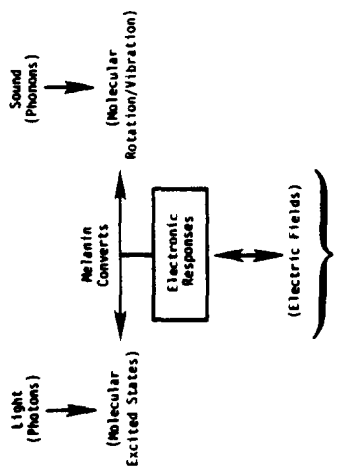 Light
(Photons)
Sound
(Phonons)
Melanin
Converts
(Molecular
Excited States)
(Molecular
Rotation/Vibration)
Electronic
Responses
(Electric Fields)